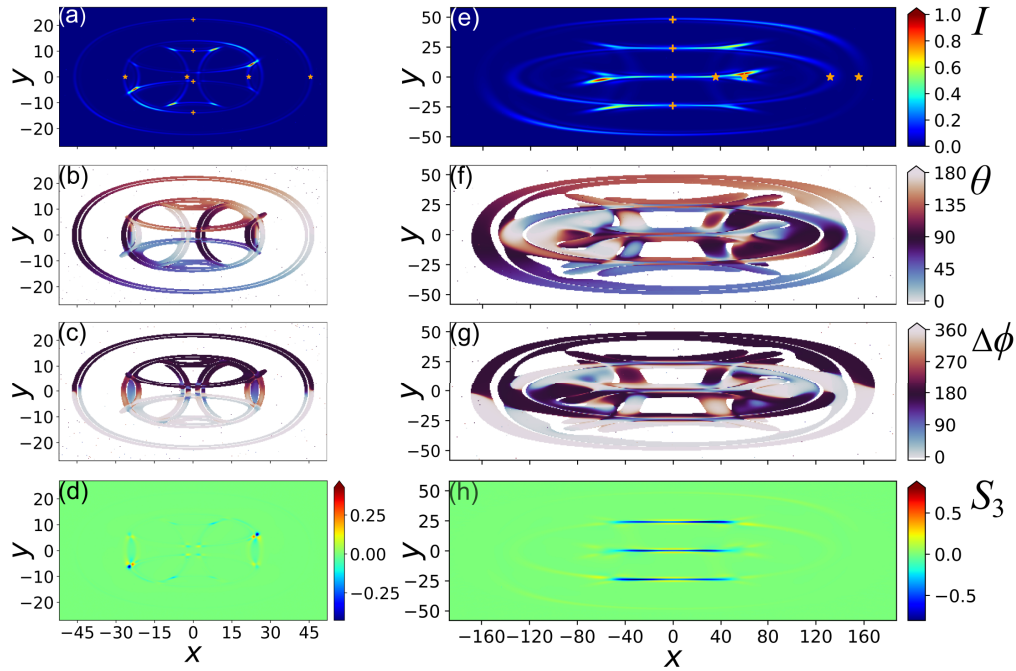 (a)
y
20
10
0
−10
−20
(e)
y
50
25
0
−25
−50
1.0
0.8
0.6
0.4
0.2
0.0
I
(b)
y
20
10
0
−10
−20
(f)
y
50
25
0
−25
−50
180
135
90
45
0
θ
(c)
y
20
10
0
−10
−20
(g)
y
50
25
0
−25
−50
360
270
180
90
0
Δϕ
(d)
y
20
10
0
−10
−20
−45 −30 −15 0 15 30 45
x
0.25
0.00
−0.25
(h)
y
50
25
0
−25
−50
−160 −120 −80 −40 0 40 80 120 160
x
0.5
0.0
−0.5
S3